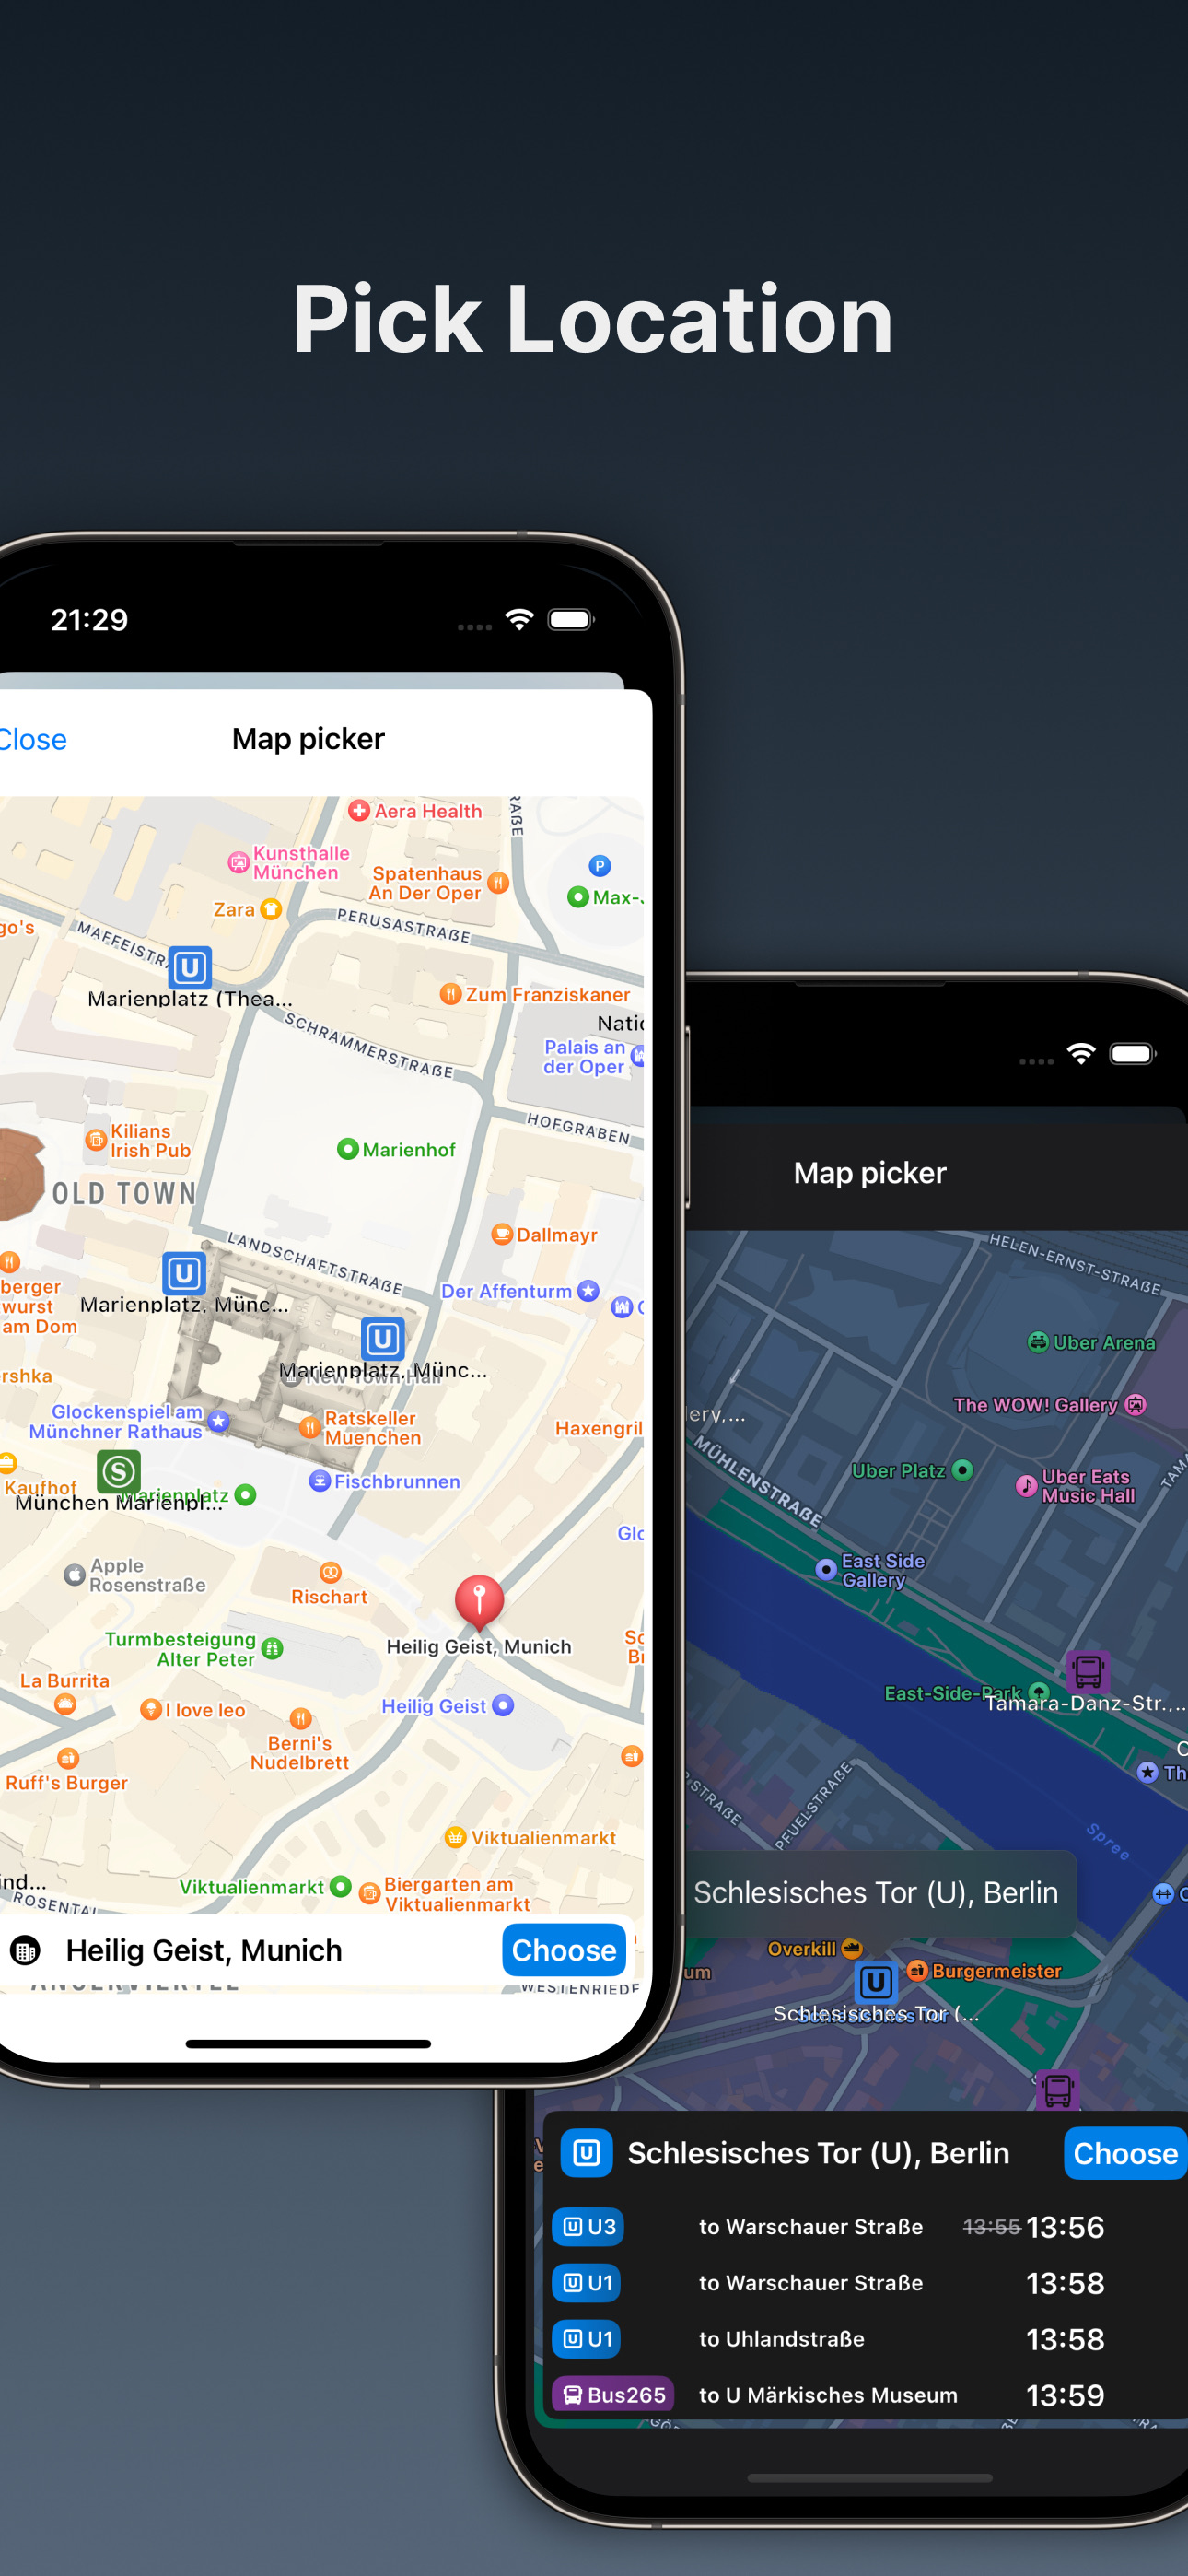 Pick Location
21:29
Close
Map picker
Aera Health
Kunsthalle
München
Spatenhaus
An Der Oper
P
Zara
Max-J
go's
PERUSASTRASSE
MAFFEISTR
U
Marienplatz (Thea...
Zum Franziskaner
SCHRAMMERSTRASSE
Natio
Palais an
der Oper
HOFGRABEN
Kilians
Irish Pub
Marienhof
OLD TOWN
Dallmayr
LANDSCHAFTSTRASSE
U
Der Affenturm
berger
wurst
am Dom
Marienplatz, Münc...
U
Marienplatz, Münc...
New Town Hall
ershka
Glockenspiel am
Münchner Rathaus
Ratskeller
Muenchen
Haxengril
Kaufhof
S
München Marienpl...
Marienplatz
Fischbrunnen
Glo
Apple
Rosenstraße
Rischart
Heilig Geist, Munich
Turmbesteigung
Alter Peter
La Burrita
I love leo
Heilig Geist
Berni's
Nudelbrett
Ruff's Burger
Viktualienmarkt
ind...
ROSENTAL
Viktualienmarkt
Biergarten am
Viktualienmarkt
Heilig Geist, Munich
Choose
ANGERVIERTEL
WESTENRIEDE
Map picker
HELEN-ERNST-STRASSE
Uber Arena
The WOW! Gallery
lery,...
MÜHLENSTRASSE
Uber Platz
Uber Eats
Music Hall
TAMA
East Side
Gallery
East-Side-Park
Tamara-Danz-Str....
Th
PFUELSTRASSE
Spree
Schlesisches Tor (U), Berlin
Overkill
um
Burgermeister
U
Schlesisches Tor (...
Schlesisches Tor
U
Schlesisches Tor (U), Berlin
Choose
U U3 to Warschauer Straße 13:55 13:56
U U1 to Warschauer Straße 13:58
U U1 to Uhlandstraße 13:58
Bus265 to U Märkisches Museum 13:59